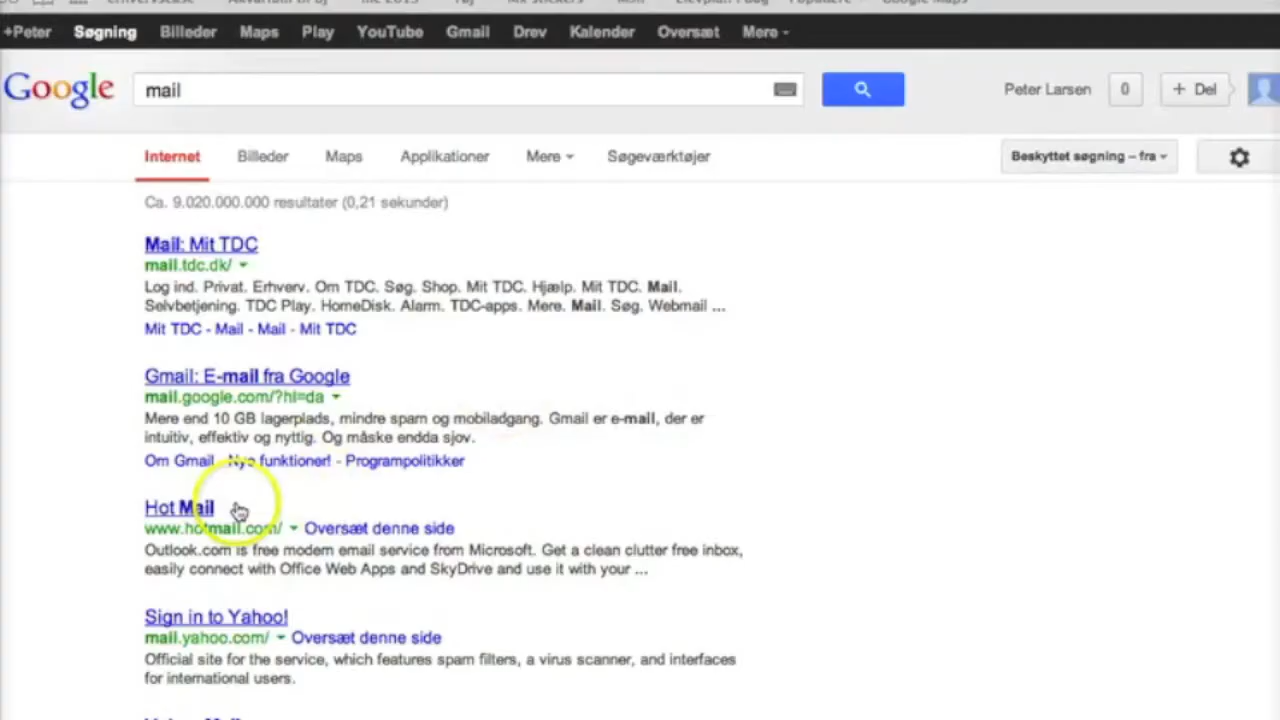 +Peter Søgning Billeder Maps Play YouTube Gmail Drev Kalender Oversæt Mere
Google mail Peter Larsen 0 + Del
Internet Billeder Maps Applikationer Mere Søgeværktøjer Beskyttet søgning – fra
Ca. 9.020.000.000 resultater (0,21 sekunder)
Mail: Mit TDC
mail.tdc.dk/
Log ind. Privat. Erhverv. Om TDC. Søg. Shop. Mit TDC. Hjælp. Mit TDC. Mail.
Selvbetjening. TDC Play. HomeDisk. Alarm. TDC-apps. Mere. Mail. Søg. Webmail ...
Mit TDC - Mail - Mail - Mit TDC
Gmail: E-mail fra Google
mail.google.com/?hl=da
Mere end 10 GB lagerplads, mindre spam og mobiladgang. Gmail er e-mail, der er
intuitiv, effektiv og nyttig. Og måske endda sjov.
Om Gmail - Nye funktioner! - Programpolitikker
Hot Mail
www.hotmail.com/ Oversæt denne side
Outlook.com is free modern email service from Microsoft. Get a clean clutter free inbox,
easily connect with Office Web Apps and SkyDrive and use it with your ...
Sign in to Yahoo!
mail.yahoo.com/ Oversæt denne side
Official site for the service, which features spam filters, a virus scanner, and interfaces
for international users.